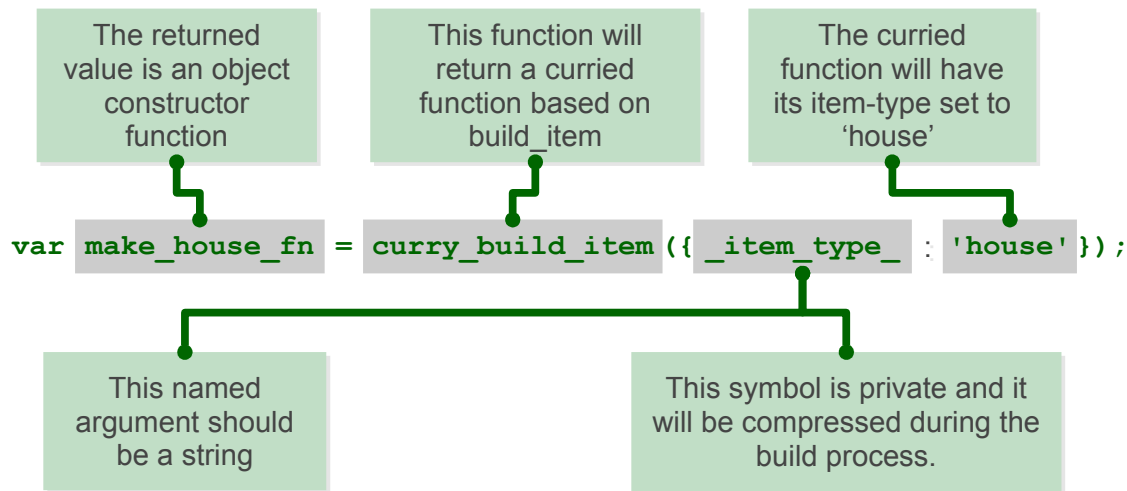 The returned
value is an object
constructor
function
This function will
return a curried
function based on
build_item
The curried
function will have
its item-type set to
‘house’
var make_house_fn = curry_build_item({ _item_type_ : 'house'});
This named
argument should
be a string
This symbol is private and it
will be compressed during the
build process.